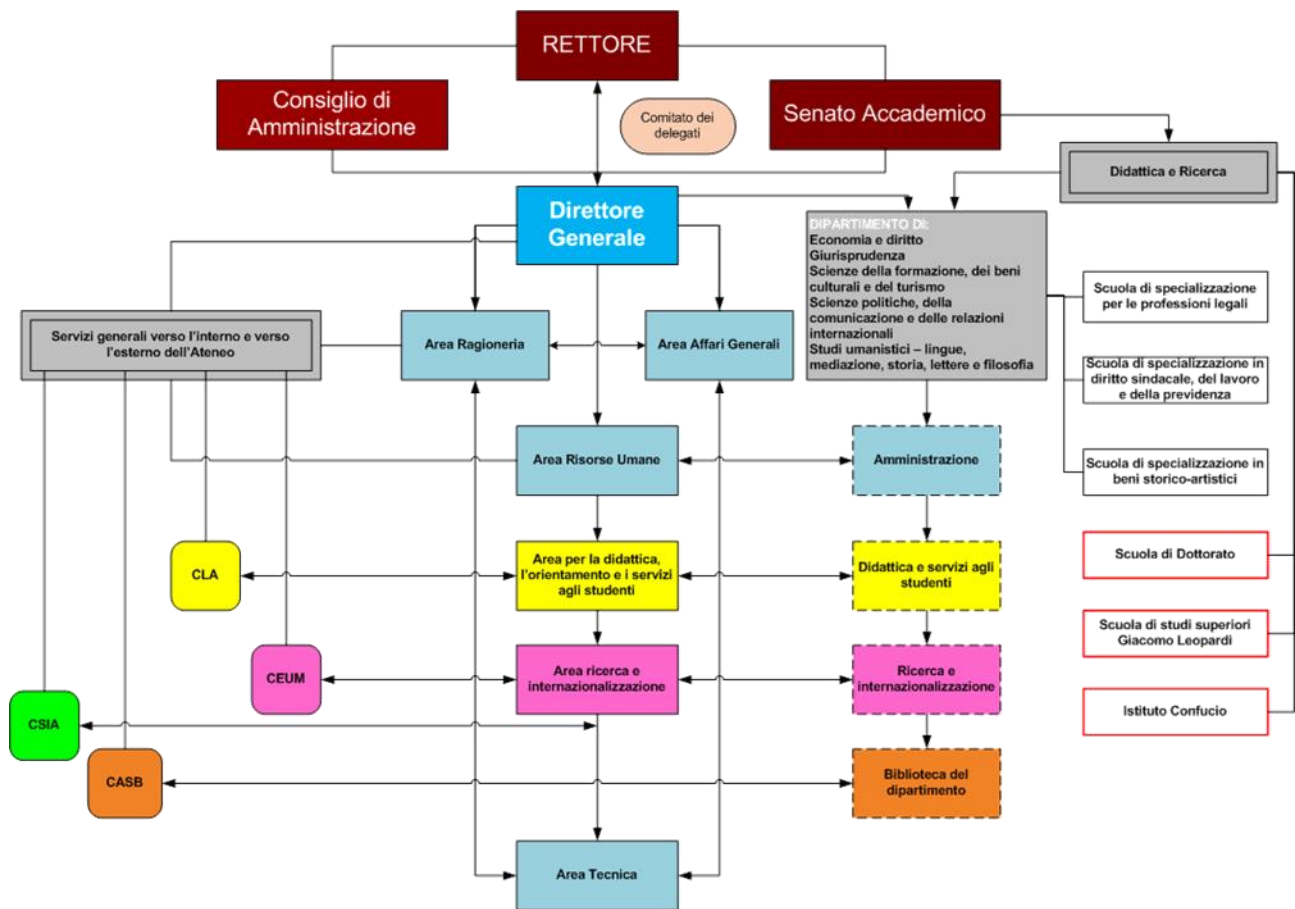 RETTORE
Consiglio di
Amministrazione
Comitato dei
delegati
Senato Accademico
Didattica e Ricerca
Direttore
Generale
DIPARTIMENTO DI:
Economia e diritto
Giurisprudenza
Scienze della formazione, dei beni
culturali e del turismo
Scienze politiche, della
comunicazione e delle relazioni
internazionali
Studi umanistici – lingue,
mediazione, storia, lettere e filosofia
Scuola di specializzazione
per le professioni legali
Servizi generali verso l'interno e verso
l'esterno dell'Ateneo
Area Ragioneria
Area Affari Generali
Scuola di specializzazione in
diritto sindacale, del lavoro
e della previdenza
Area Risorse Umane
Amministrazione
Scuola di specializzazione in
beni storico-artistici
CLA
Area per la didattica,
l'orientamento e i servizi
agli studenti
Didattica e servizi agli
studenti
Scuola di Dottorato
Scuola di studi superiori
Giacomo Leopardi
CEUM
Area ricerca e
internazionalizzazione
Ricerca e
internazionalizzazione
Istituto Confucio
CSIA
CASB
Biblioteca del
dipartimento
Area Tecnica